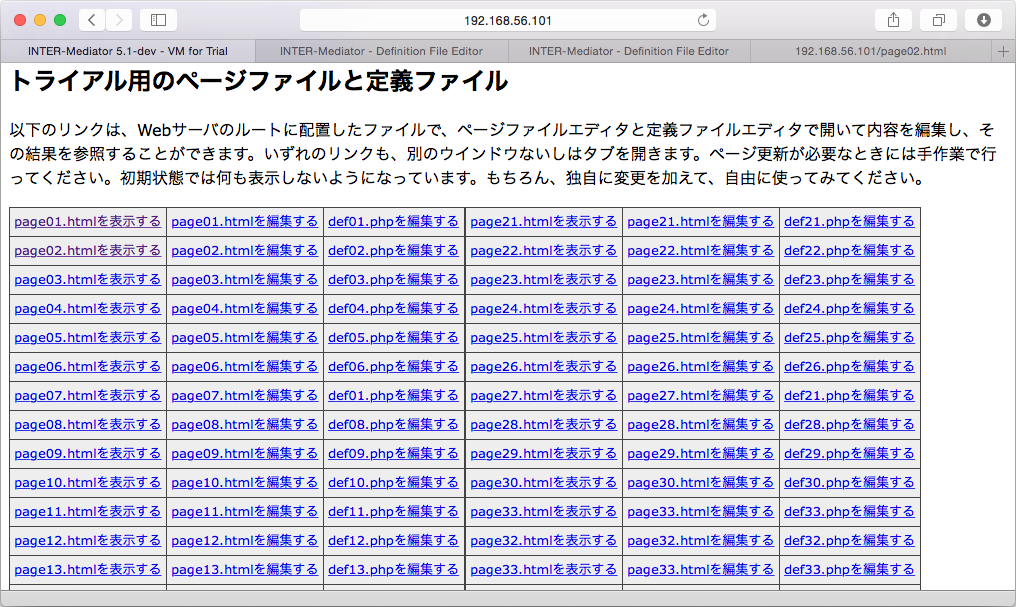 192.168.56.101
INTER-Mediator 5.1-dev - VM for Trial INTER-Mediator - Definition File Editor INTER-Mediator - Definition File Editor 192.168.56.101/page02.html
トライアル用のページファイルと定義ファイル
以下のリンクは、Webサーバのルートに配置したファイルで、ページファイルエディタと定義ファイルエディタで開いて内容を編集し、そ
の結果を参照することができます。いずれのリンクも、別のウインドウないしはタブを開きます。ページ更新が必要なときには手作業で行
ってください。初期状態では何も表示しないようになっています。もちろん、独自に変更を加えて、自由に使ってみてください。
page01.htmlを表示する page01.htmlを編集する def01.phpを編集する page21.htmlを表示する page21.htmlを編集する def21.phpを編集する
page02.htmlを表示する page02.htmlを編集する def02.phpを編集する page22.htmlを表示する page22.htmlを編集する def22.phpを編集する
page03.htmlを表示する page03.htmlを編集する def03.phpを編集する page23.htmlを表示する page23.htmlを編集する def23.phpを編集する
page04.htmlを表示する page04.htmlを編集する def04.phpを編集する page24.htmlを表示する page24.htmlを編集する def24.phpを編集する
page05.htmlを表示する page05.htmlを編集する def05.phpを編集する page25.htmlを表示する page25.htmlを編集する def25.phpを編集する
page06.htmlを表示する page06.htmlを編集する def06.phpを編集する page26.htmlを表示する page26.htmlを編集する def26.phpを編集する
page07.htmlを表示する page07.htmlを編集する def01.phpを編集する page27.htmlを表示する page27.htmlを編集する def21.phpを編集する
page08.htmlを表示する page08.htmlを編集する def08.phpを編集する page28.htmlを表示する page28.htmlを編集する def28.phpを編集する
page09.htmlを表示する page09.htmlを編集する def09.phpを編集する page29.htmlを表示する page29.htmlを編集する def29.phpを編集する
page10.htmlを表示する page10.htmlを編集する def10.phpを編集する page30.htmlを表示する page30.htmlを編集する def30.phpを編集する
page11.htmlを表示する page11.htmlを編集する def11.phpを編集する page33.htmlを表示する page33.htmlを編集する def33.phpを編集する
page12.htmlを表示する page12.htmlを編集する def12.phpを編集する page32.htmlを表示する page32.htmlを編集する def32.phpを編集する
page13.htmlを表示する page13.htmlを編集する def13.phpを編集する page33.htmlを表示する page33.htmlを編集する def33.phpを編集する